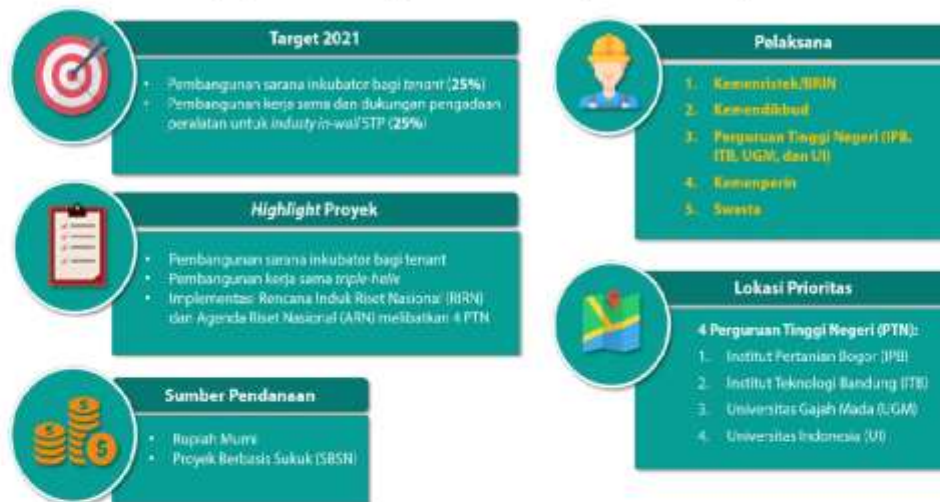 Target 2021
• Pembangunan sarana inkubator bagi tenant (25%)
• Pembangunan kerja sama dan dukungan pengadaan
peralatan untuk industy in-wall STP (25%)
Highlight Proyek
• Pembangunan sarana inkubator bagi tenant
• Pembangunan kerja sama triple-helix
• Implementasi Rencana Induk Riset Nasional (RIRN)
dan Agenda Riset Nasional (ARN) melibatkan 4 PTN
Sumber Pendanaan
• Rupiah Murni
• Proyek Berbasis Sukuk (SBSN)
Pelaksana
1. Kemenristek/BRIN
2. Kemendikbud
3. Perguruan Tinggi Negeri (IPB,
ITB, UGM, dan UI)
4. Kemenperin
5. Swasta
Lokasi Prioritas
4 Perguruan Tinggi Negeri (PTN):
1. Institut Pertanian Bogor (IPB)
2. Institut Teknologi Bandung (ITB)
3. Universitas Gajah Mada (UGM)
4. Universitas Indonesia (UI)